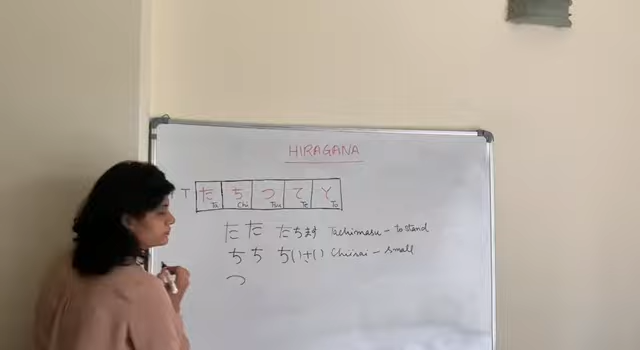 HIRAGANA
T た Ta ち Chi つ Tsu て Te と To
た た たちます Tachimasu - to stand
ち ち ちいさい Chiisai - small
つ